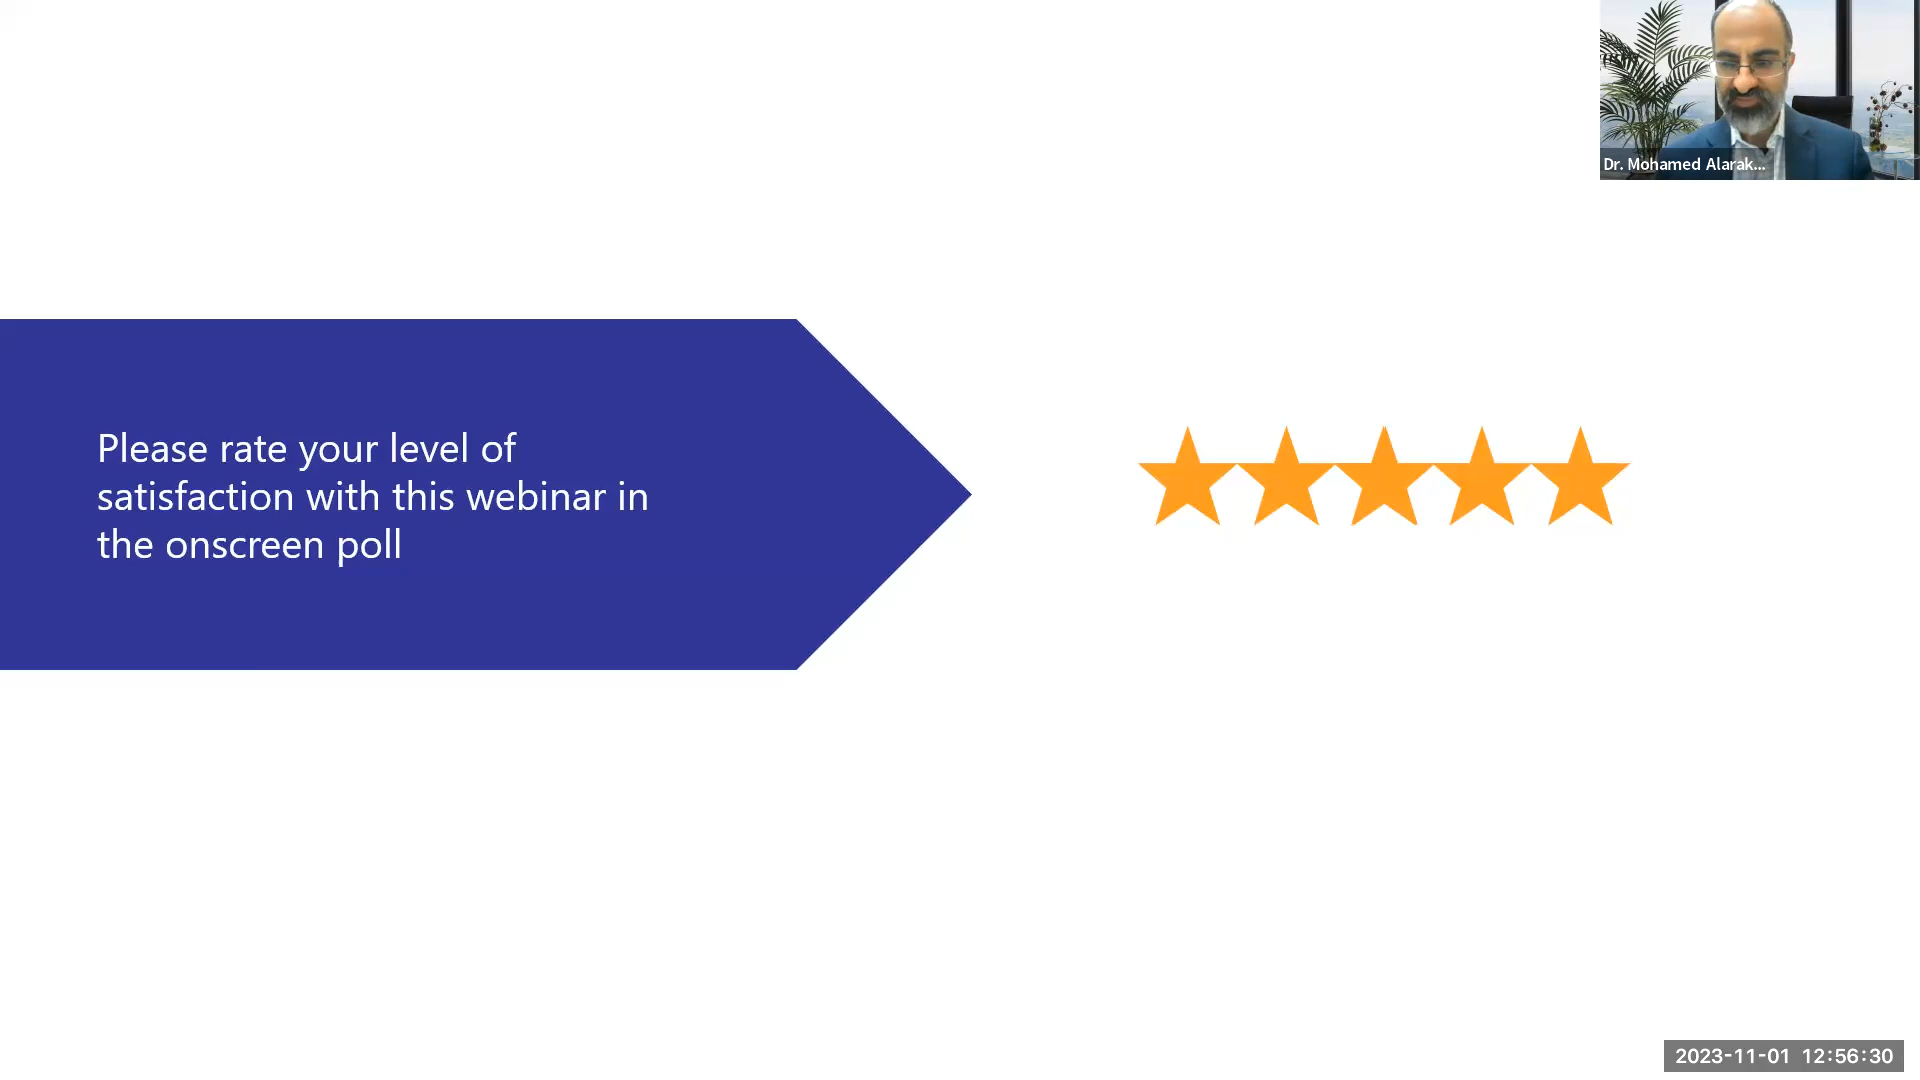 Dr. Mohamed Alarak...
Please rate your level of
satisfaction with this webinar in
the onscreen poll
2023-11-01 12:56:30